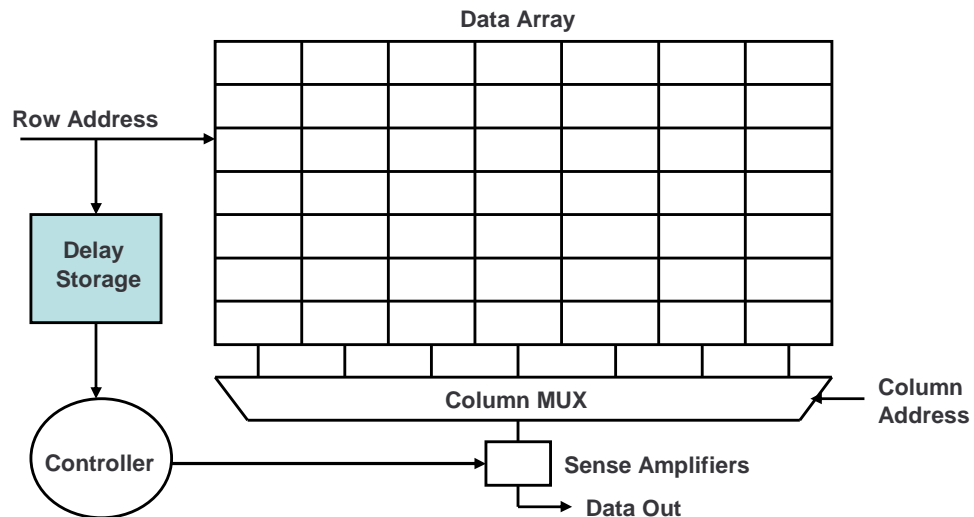 Data Array
Row Address
Delay
Storage
Column MUX
Column
Address
Controller
Sense Amplifiers
Data Out